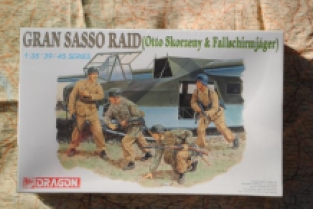 GRAN SASSO RAID (Otto Skorzeny & Fallschirmjäger)
1:35 '39-'45 SERIES
DRAGON